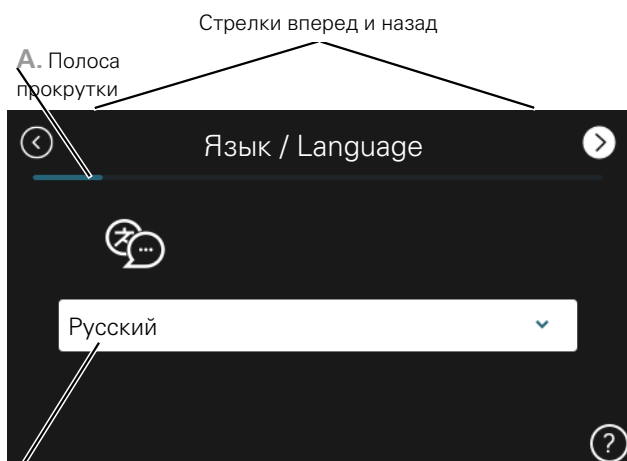 Стрелки вперед и назад
A. Полоса
прокрутки
Язык / Language
Русский
?